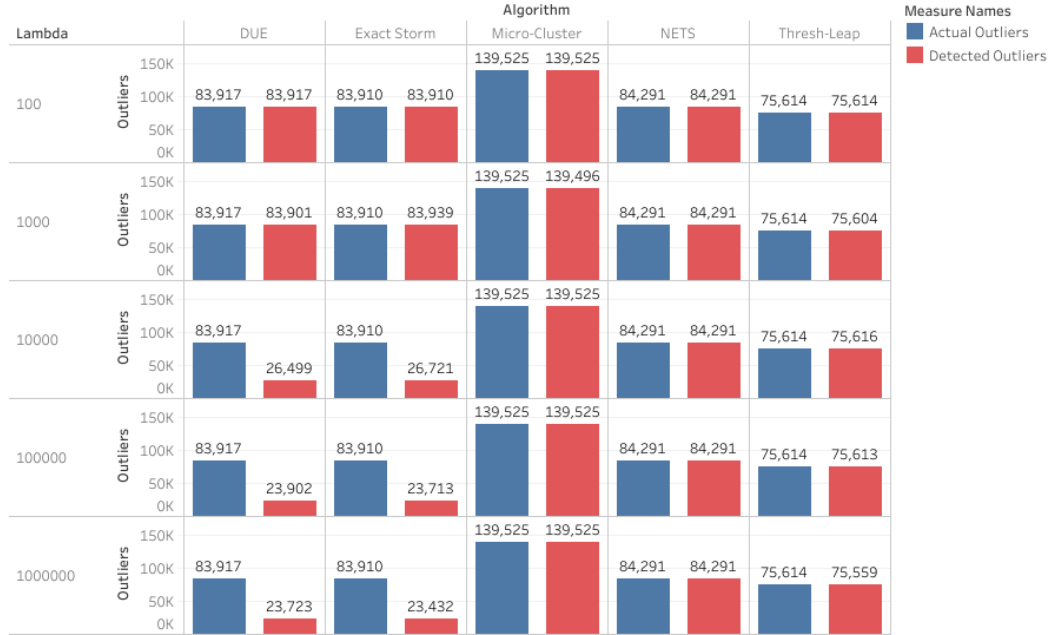 Algorithm
Lambda DUE Exact Storm Micro-Cluster NETS Thresh-Leap
Measure Names
Actual Outliers
Detected Outliers
100
Outliers
150K
100K
50K
0K
83,917 83,917 83,910 83,910 139,525 139,525 84,291 84,291 75,614 75,614
1000
Outliers
150K
100K
50K
0K
83,917 83,901 83,910 83,939 139,525 139,496 84,291 84,291 75,614 75,604
10000
Outliers
150K
100K
50K
0K
83,917 26,499 83,910 26,721 139,525 139,525 84,291 84,291 75,614 75,616
100000
Outliers
150K
100K
50K
0K
83,917 23,902 83,910 23,713 139,525 139,525 84,291 84,291 75,614 75,613
1000000
Outliers
150K
100K
50K
0K
83,917 23,723 83,910 23,432 139,525 139,525 84,291 84,291 75,614 75,559